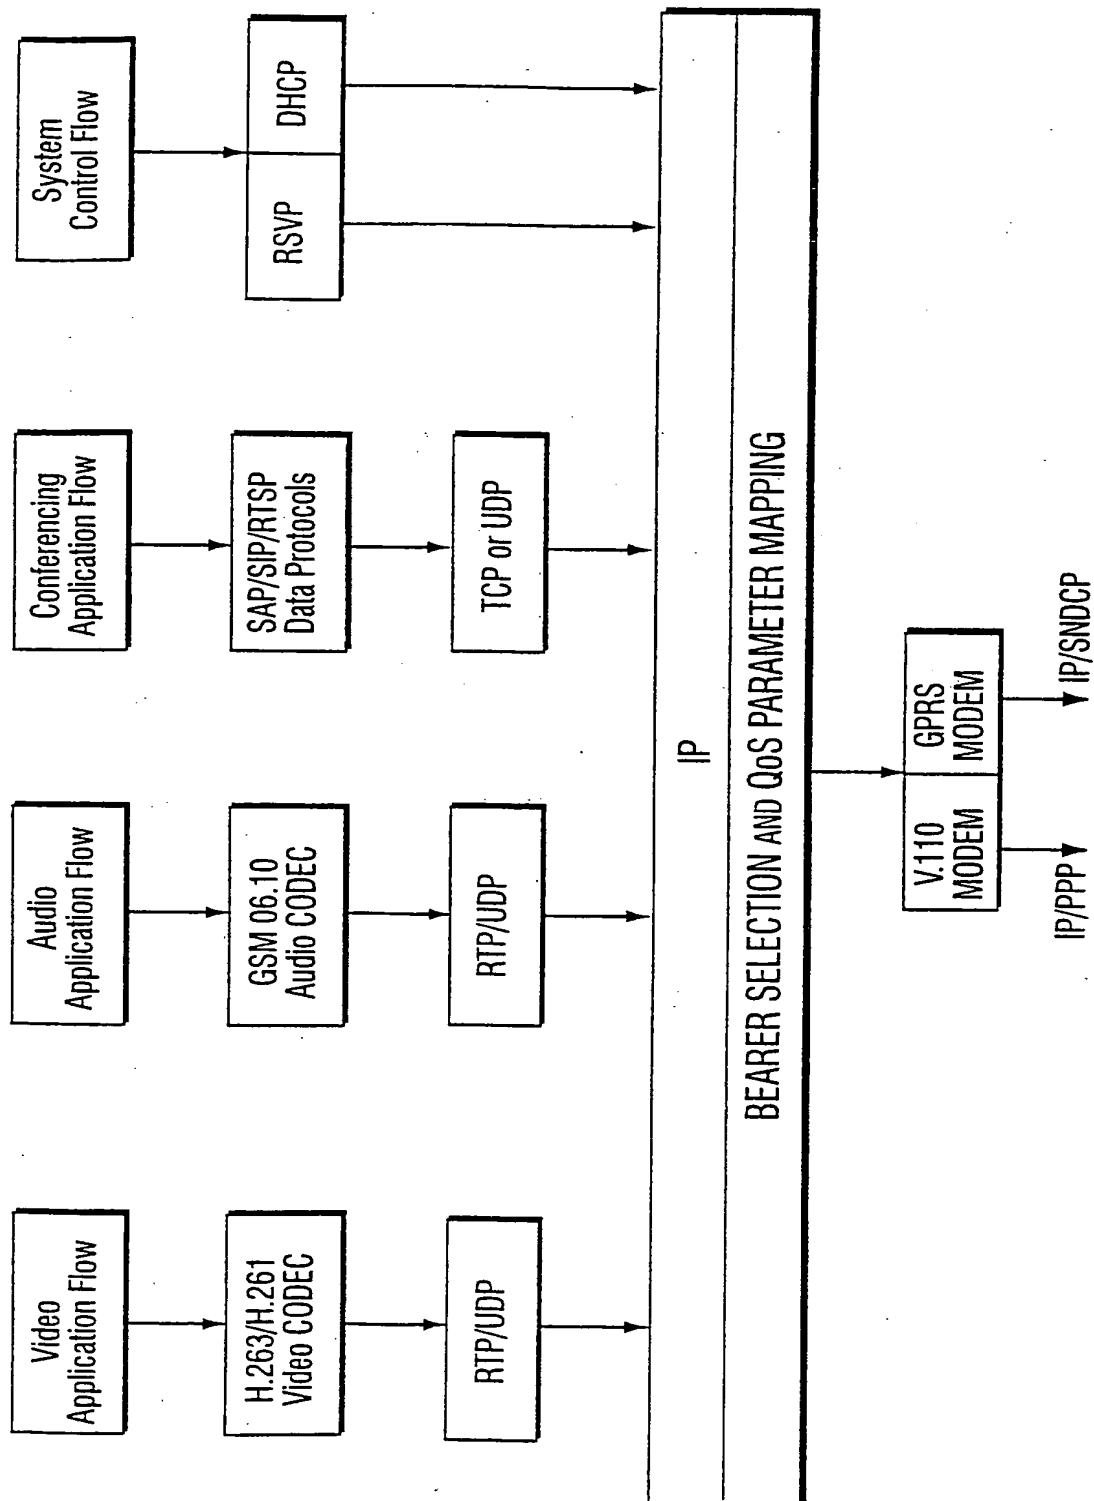 Video
Application Flow
Audio
Application Flow
Conferencing
Application Flow
System
Control Flow
H.263/H.261
Video CODEC
GSM 06.10
Audio CODEC
SAP/SIP/RTSP
Data Protocols
RSVP
DHCP
RTP/UDP
RTP/UDP
TCP or UDP
IP
BEARER SELECTION AND QoS PARAMETER MAPPING
V.110
MODEM
GPRS
MODEM
IP/PPP
IP/SNDCP